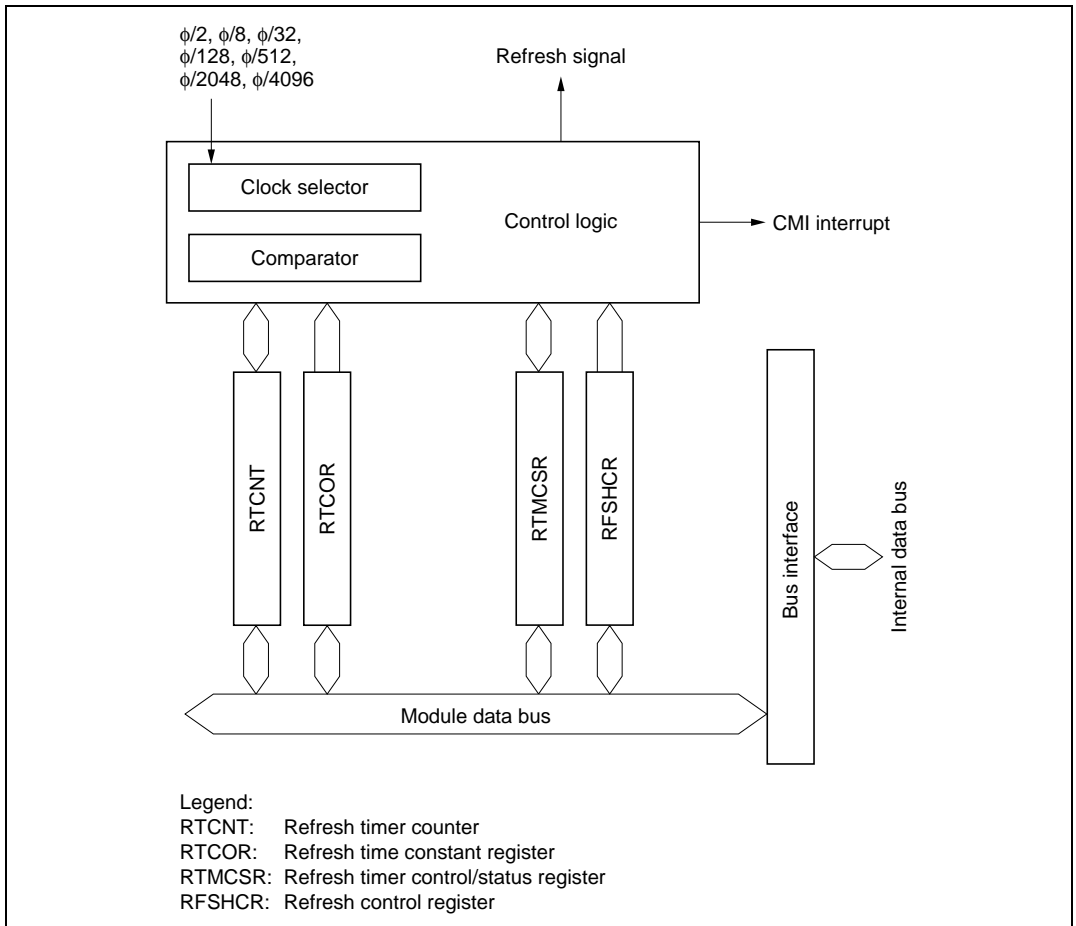 ϕ/2, ϕ/8, ϕ/32,
ϕ/128, ϕ/512,
ϕ/2048, ϕ/4096
Refresh signal
Clock selector
Control logic
CMI interrupt
Comparator
RTCNT
RTCOR
RTMCSR
RFSHCR
Bus interface
Internal data bus
Module data bus
Legend:
RTCNT: Refresh timer counter
RTCOR: Refresh time constant register
RTMCSR: Refresh timer control/status register
RFSHCR: Refresh control register